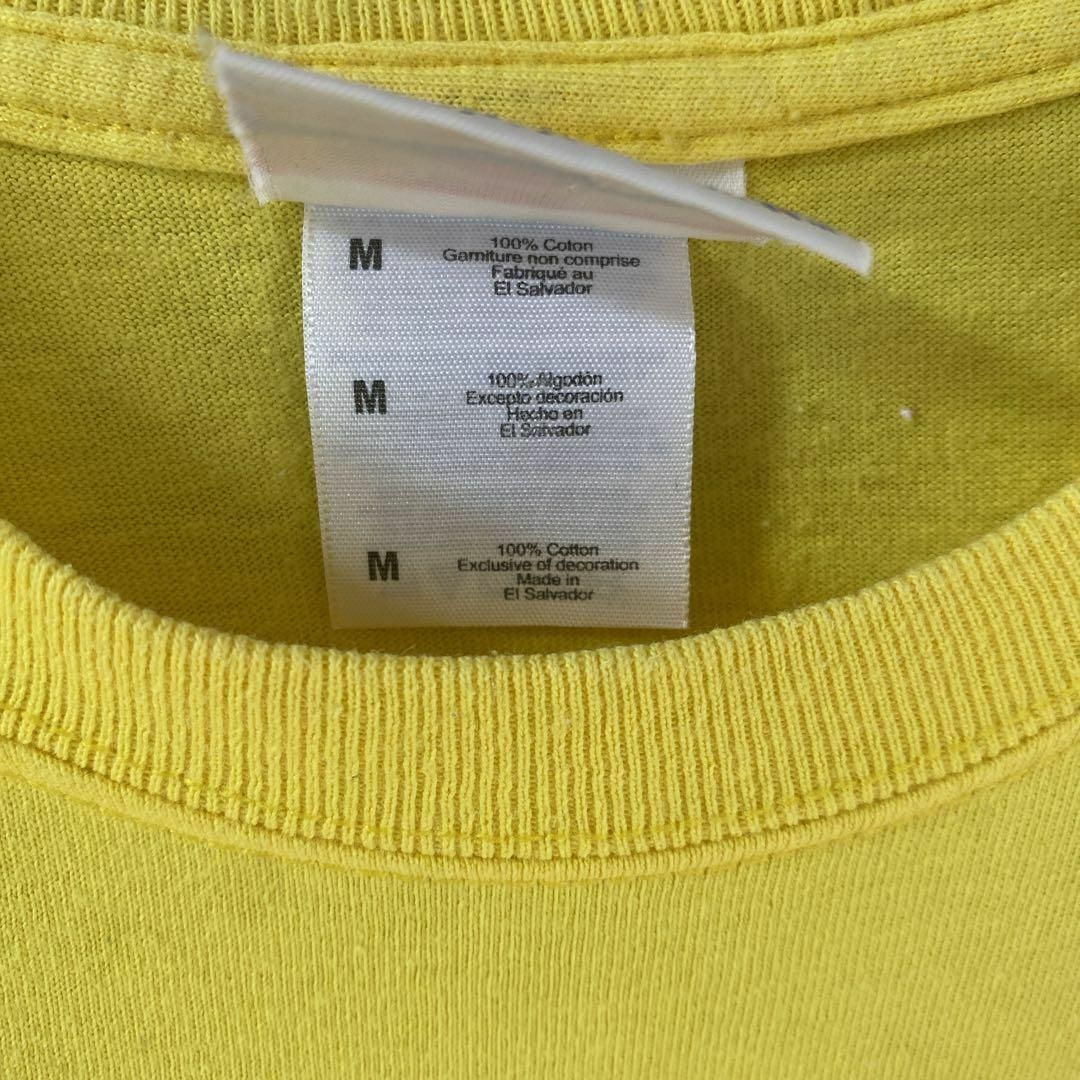 M
100% Coton
Garniture non comprise
Fabriqué au
El Salvador
M
100% Algodón
Excepto decoración
Hecho en
El Salvador
M
100% Cotton
Exclusive of decoration
Made in
El Salvador